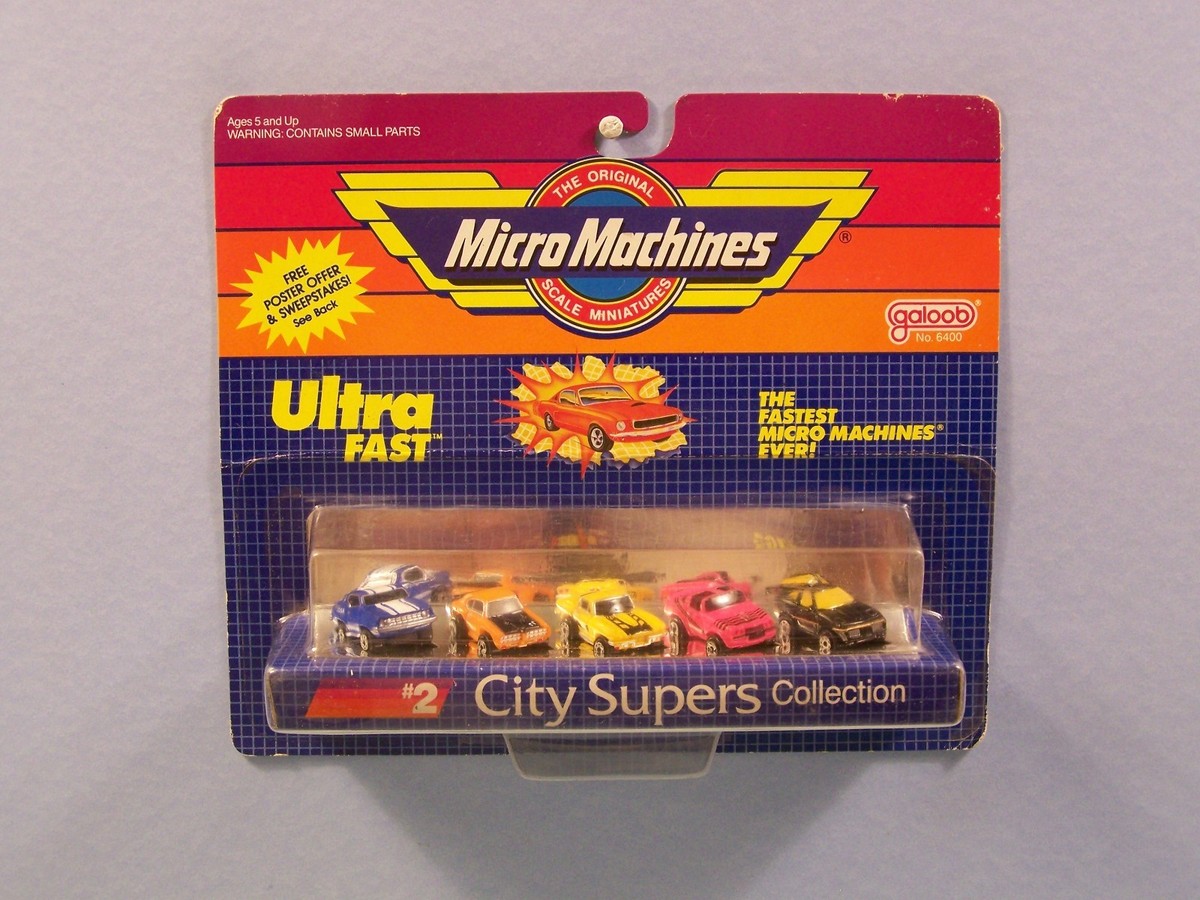 Ages 5 and Up
WARNING: CONTAINS SMALL PARTS
THE ORIGINAL
Micro Machines ®
SCALE MINIATURES
FREE
POSTER OFFER
& SWEEPSTAKES!
See Back
galoob®
No. 6400
Ultra
FAST™
THE
FASTEST
MICRO MACHINES®
EVER!
#2 City Supers Collection